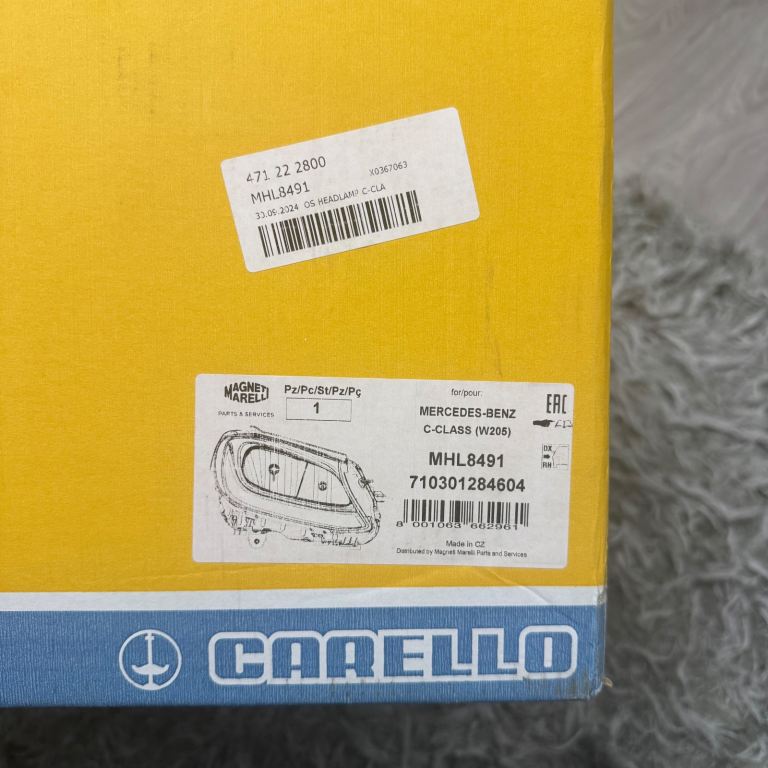 471 22 2800
MHL8491
X0367063
30.09.2024 OS HEADLAMP C-CLA
MAGNETI
MARELLI
PARTS & SERVICES
Pz/Pc/St/Pz/Pç
1
for/pour:
MERCEDES-BENZ
C-CLASS (W205)
EAC
DX
RH
MHL8491
710301284604
8 001063 662961
Made in CZ
Distributed by Magneti Marelli Parts and Services
CARELLO